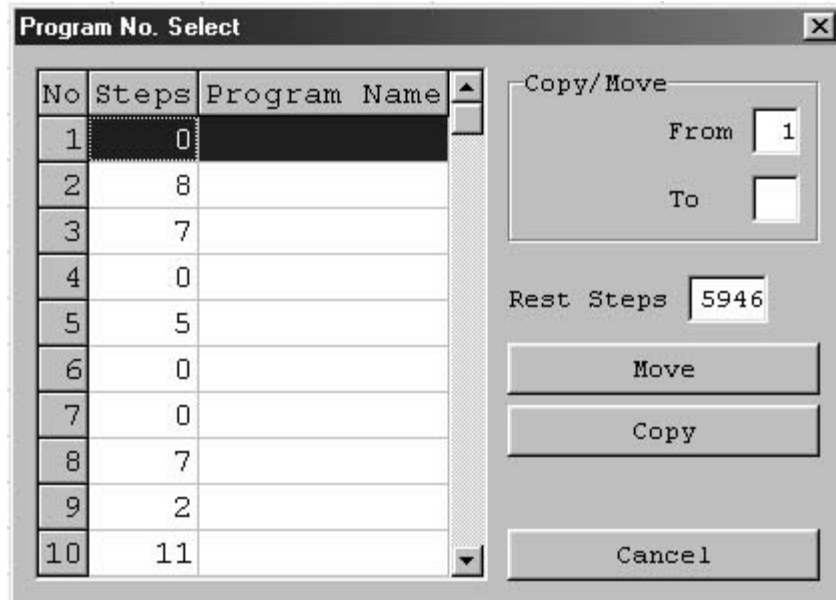 Program No. Select
No Steps Program Name
1 0
2 8
3 7
4 0
5 5
6 0
7 0
8 7
9 2
10 11
Copy/Move
From 1
To
Rest Steps 5946
Move
Copy
Cancel